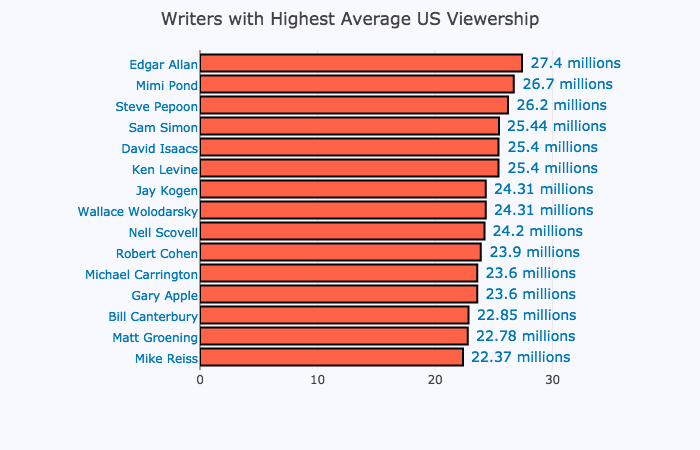 Writers with Highest Average US Viewership
Edgar Allan 27.4 millions
Mimi Pond 26.7 millions
Steve Pepoon 26.2 millions
Sam Simon 25.44 millions
David Isaacs 25.4 millions
Ken Levine 25.4 millions
Jay Kogen 24.31 millions
Wallace Wolodarsky 24.31 millions
Nell Scovell 24.2 millions
Robert Cohen 23.9 millions
Michael Carrington 23.6 millions
Gary Apple 23.6 millions
Bill Canterbury 22.85 millions
Matt Groening 22.78 millions
Mike Reiss 22.37 millions
0 10 20 30